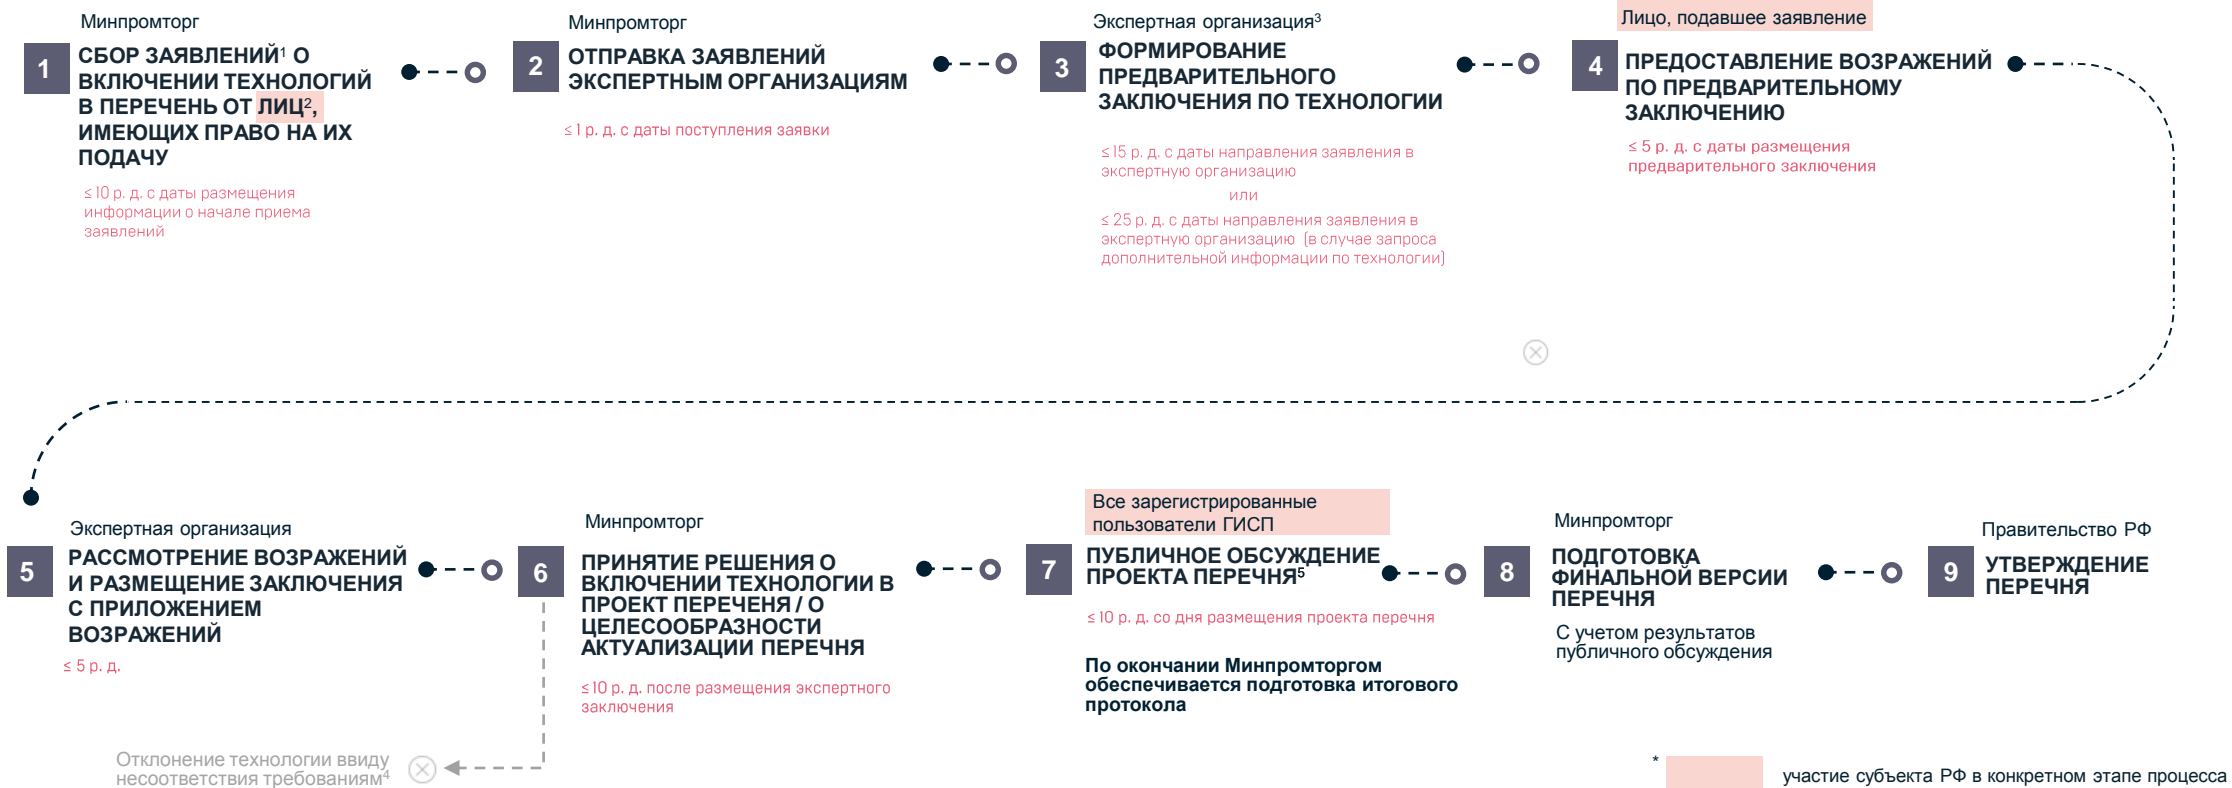 Минпромторг
1
СБОР ЗАЯВЛЕНИЙ¹ О
ВКЛЮЧЕНИИ ТЕХНОЛОГИЙ
В ПЕРЕЧЕНЬ ОТ ЛИЦ²,
ИМЕЮЩИХ ПРАВО НА ИХ
ПОДАЧУ
≤ 10 р. д. с даты размещения
информации о начале приема
заявлений
Минпромторг
2
ОТПРАВКА ЗАЯВЛЕНИЙ
ЭКСПЕРТНЫМ ОРГАНИЗАЦИЯМ
≤ 1 р. д. с даты поступления заявки
Экспертная организация³
3
ФОРМИРОВАНИЕ
ПРЕДВАРИТЕЛЬНОГО
ЗАКЛЮЧЕНИЯ ПО ТЕХНОЛОГИИ
≤ 15 р. д. с даты направления заявления в
экспертную организацию
или
≤ 25 р. д. с даты направления заявления в
экспертную организацию (в случае запроса
дополнительной информации по технологии)
Лицо, подавшее заявление
4
ПРЕДОСТАВЛЕНИЕ ВОЗРАЖЕНИЙ
ПО ПРЕДВАРИТЕЛЬНОМУ
ЗАКЛЮЧЕНИЮ
≤ 5 р. д. с даты размещения
предварительного заключения
Экспертная организация
5
РАССМОТРЕНИЕ ВОЗРАЖЕНИЙ
И РАЗМЕЩЕНИЕ ЗАКЛЮЧЕНИЯ
С ПРИЛОЖЕНИЕМ
ВОЗРАЖЕНИЙ
≤ 5 р. д.
Минпромторг
6
ПРИНЯТИЕ РЕШЕНИЯ О
ВКЛЮЧЕНИИ ТЕХНОЛОГИИ В
ПРОЕКТ ПЕРЕЧЕНЯ / О
ЦЕЛЕСООБРАЗНОСТИ
АКТУАЛИЗАЦИИ ПЕРЕЧНЯ
≤ 10 р. д. после размещения экспертного
заключения
Отклонение технологии ввиду
несоответствия требованиям⁴
Все зарегистрированные
пользователи ГИСП
7
ПУБЛИЧНОЕ ОБСУЖДЕНИЕ
ПРОЕКТА ПЕРЕЧНЯ⁵
≤ 10 р. д. со дня размещения проекта перечня
По окончании Минпромторгом
обеспечивается подготовка итогового
протокола
Минпромторг
8
ПОДГОТОВКА
ФИНАЛЬНОЙ ВЕРСИИ
ПЕРЕЧНЯ
С учетом результатов
публичного обсуждения
Правительство РФ
9
УТВЕРЖДЕНИЕ
ПЕРЕЧНЯ
* участие субъекта РФ в конкретном этапе процесса